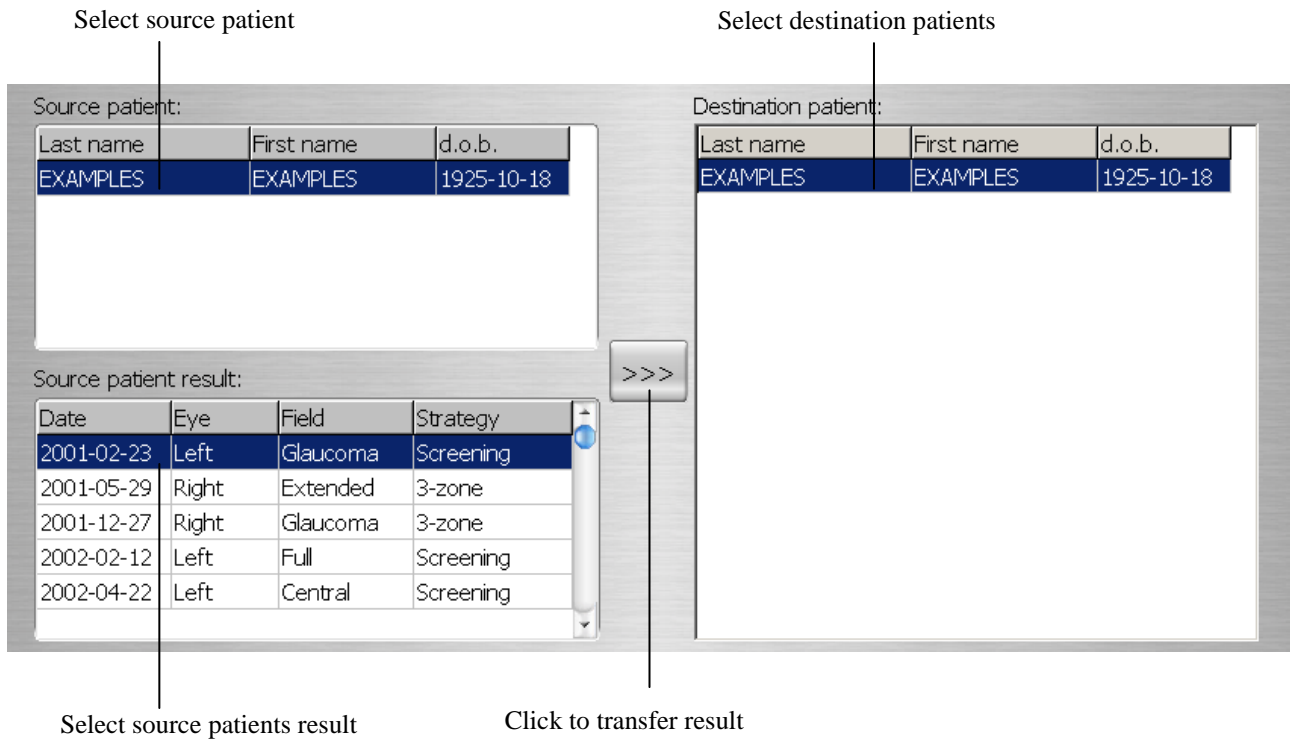 Select source patient
Select destination patients
Source patient:
Last name First name d.o.b.
EXAMPLES EXAMPLES 1925-10-18
Destination patient:
Last name First name d.o.b.
EXAMPLES EXAMPLES 1925-10-18
>>>
Source patient result:
Date Eye Field Strategy
2001-02-23 Left Glaucoma Screening
2001-05-29 Right Extended 3-zone
2001-12-27 Right Glaucoma 3-zone
2002-02-12 Left Full Screening
2002-04-22 Left Central Screening
Select source patients result
Click to transfer result